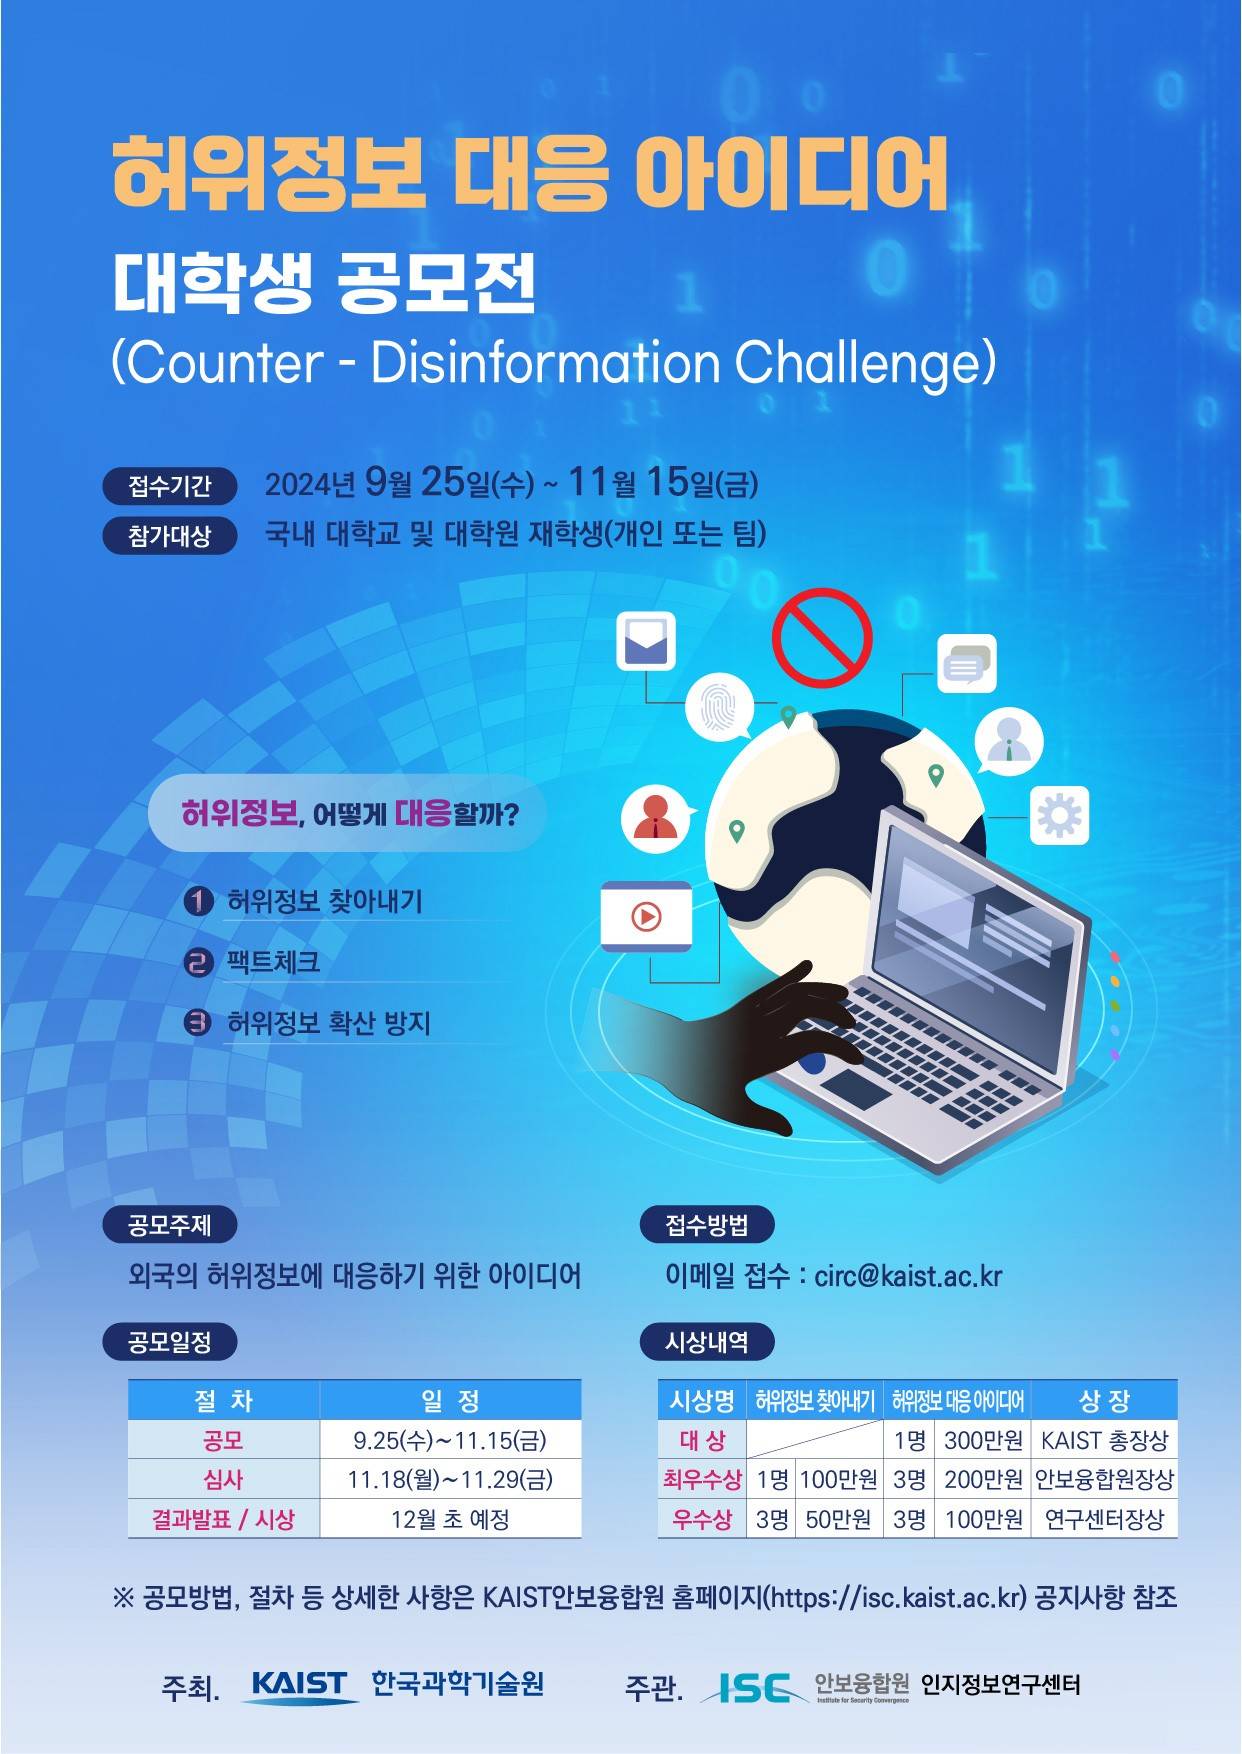 허위정보 대응 아이디어
대학생 공모전
(Counter - Disinformation Challenge)
접수기간 2024년 9월 25일(수) ~ 11월 15일(금)
참가대상 국내 대학교 및 대학원 재학생(개인 또는 팀)
허위정보, 어떻게 대응할까?
1 허위정보 찾아내기
2 팩트체크
3 허위정보 확산 방지
공모주제
외국의 허위정보에 대응하기 위한 아이디어
접수방법
이메일 접수 : circ@kaist.ac.kr
공모일정
절 차 일 정
공모 9.25(수)~11.15(금)
심사 11.18(월)~11.29(금)
결과발표 / 시상 12월 초 예정
시상내역
시상명 허위정보 찾아내기 허위정보 대응 아이디어 상 장
대 상 1명 300만원 KAIST 총장상
최우수상 1명 100만원 3명 200만원 안보융합원장상
우수상 3명 50만원 3명 100만원 연구센터장상
※ 공모방법, 절차 등 상세한 사항은 KAIST안보융합원 홈페이지(https://isc.kaist.ac.kr) 공지사항 참조
주최. KAIST 한국과학기술원
주관. ISC 안보융합원 Institute for Security Convergence 인지정보연구센터